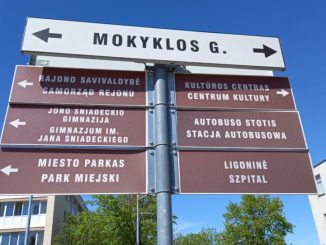 MOKYKLOS G.
RAJONO SAVIVALDYBĖ
SAMORZĄD REJONU
JONO ŚNIADECKIO
GIMNAZIJA
GIMNAZJUM IM.
JANA ŚNIADECKIEGO
MIESTO PARKAS
PARK MIEJSKI
KULTŪROS CENTRAS
CENTRUM KULTURY
AUTOBUSO STOTIS
STACJA AUTOBUSOWA
LIGONINĖ
SZPITAL